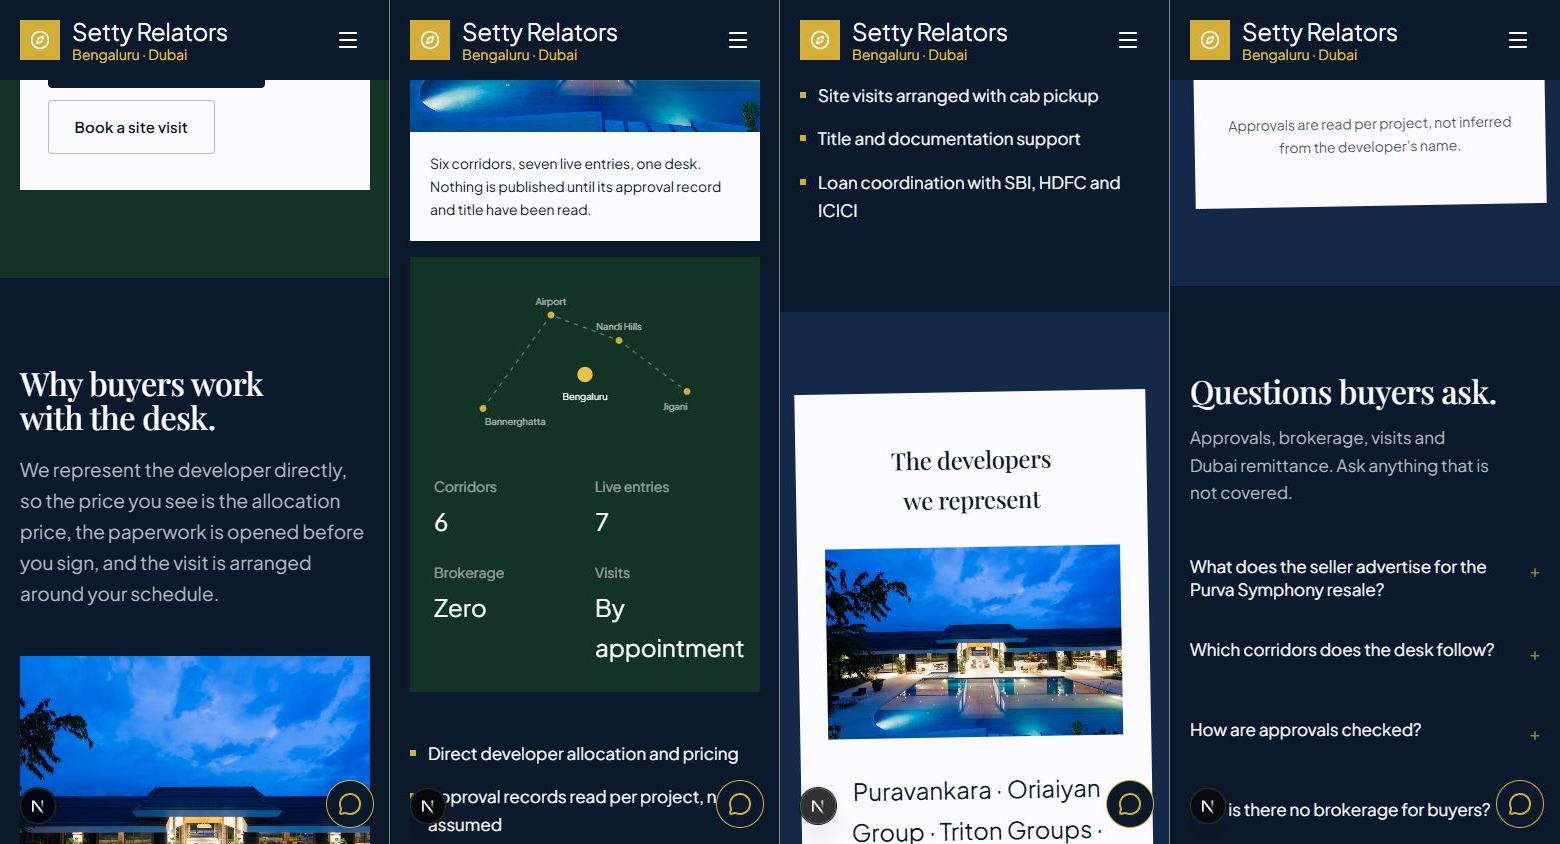 Setty Relators
Bengaluru · Dubai
Book a site visit
Why buyers work
with the desk.
We represent the developer directly,
so the price you see is the allocation
price, the paperwork is opened before
you sign, and the visit is arranged
around your schedule.
N
Setty Relators
Bengaluru · Dubai
Six corridors, seven live entries, one desk.
Nothing is published until its approval record
and title have been read.
Airport
Nandi Hills
Bengaluru
Jigani
Bannerghatta
Corridors
Live entries
6
7
Brokerage
Visits
Zero
By
appointment
Direct developer allocation and pricing
records read per project,
assumed
N
Setty Relators
Bengaluru · Dubai
Site visits arranged with cab pickup
Title and documentation support
Loan coordination with SBI, HDFC and
ICICI
The developers
we represent
Puravankara · Oriaiyan
Group · Triton Groups ·
N
Setty Relators
Bengaluru · Dubai
Approvals are read per project, not inferred
from the developer's name.
Questions buyers ask.
Approvals, brokerage, visits and
Dubai remittance. Ask anything that is
not covered.
What does the seller advertise for the
Purva Symphony resale?
+
Which corridors does the desk follow?
+
How are approvals checked?
+
N
is there no brokerage for buyers?